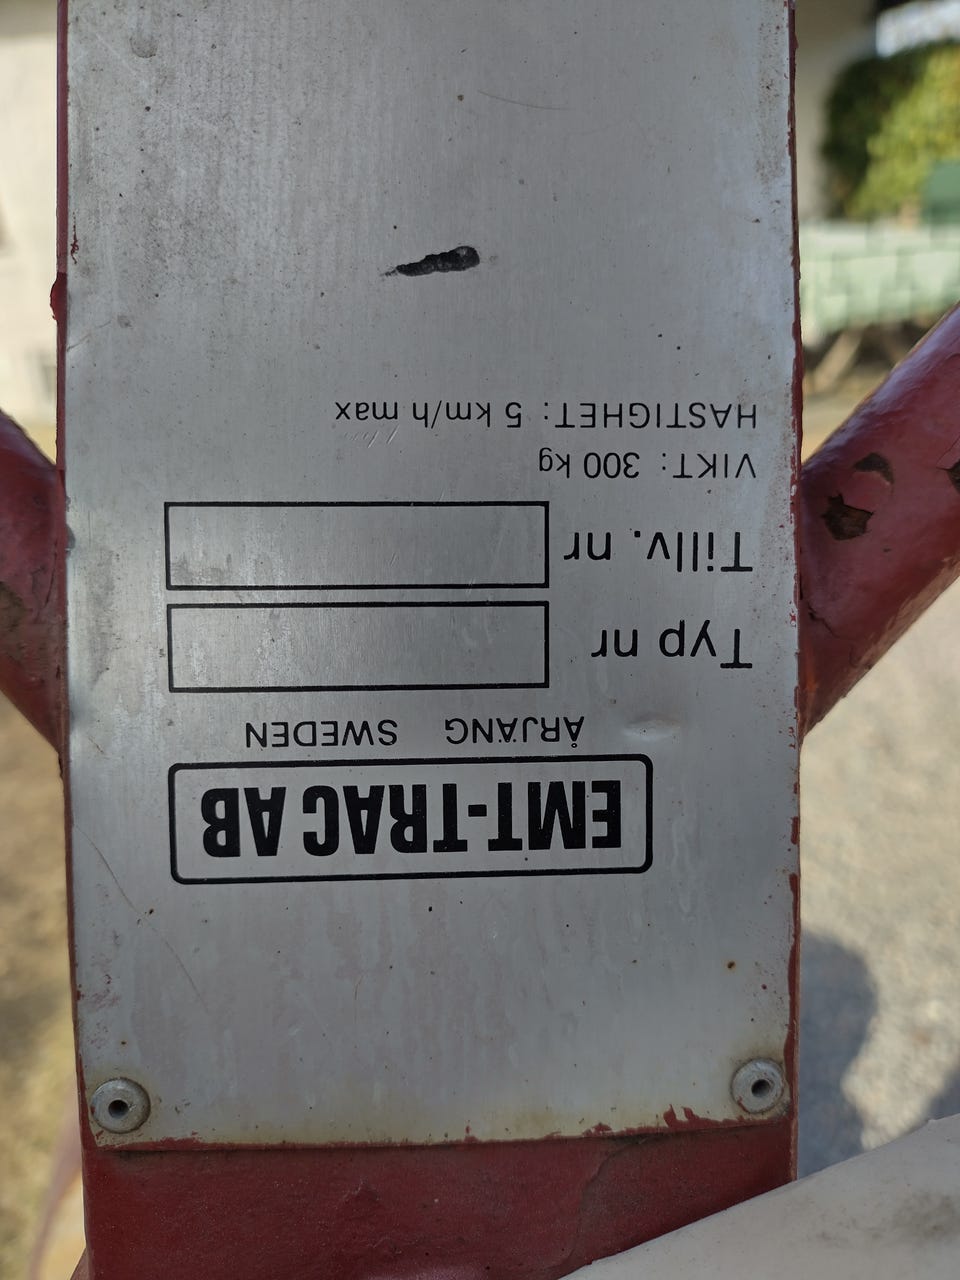 EMT-TRAC AB
ÅRJÄNG SWEDEN
Typ nr
Tillv. nr
VIKT: 300 kg
HASTIGHET: 5 km/h max